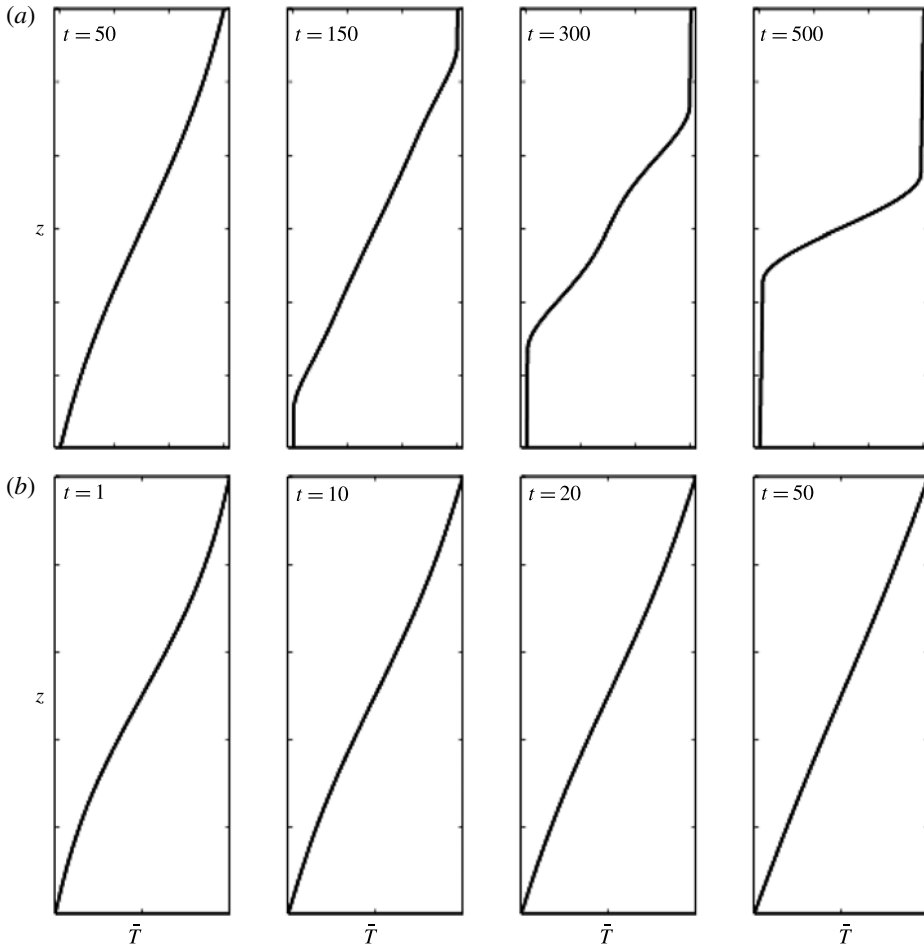 (a) t = 50 t = 150 t = 300 t = 500
z
(b) t = 1 t = 10 t = 20 t = 50
z
T̄ T̄ T̄ T̄